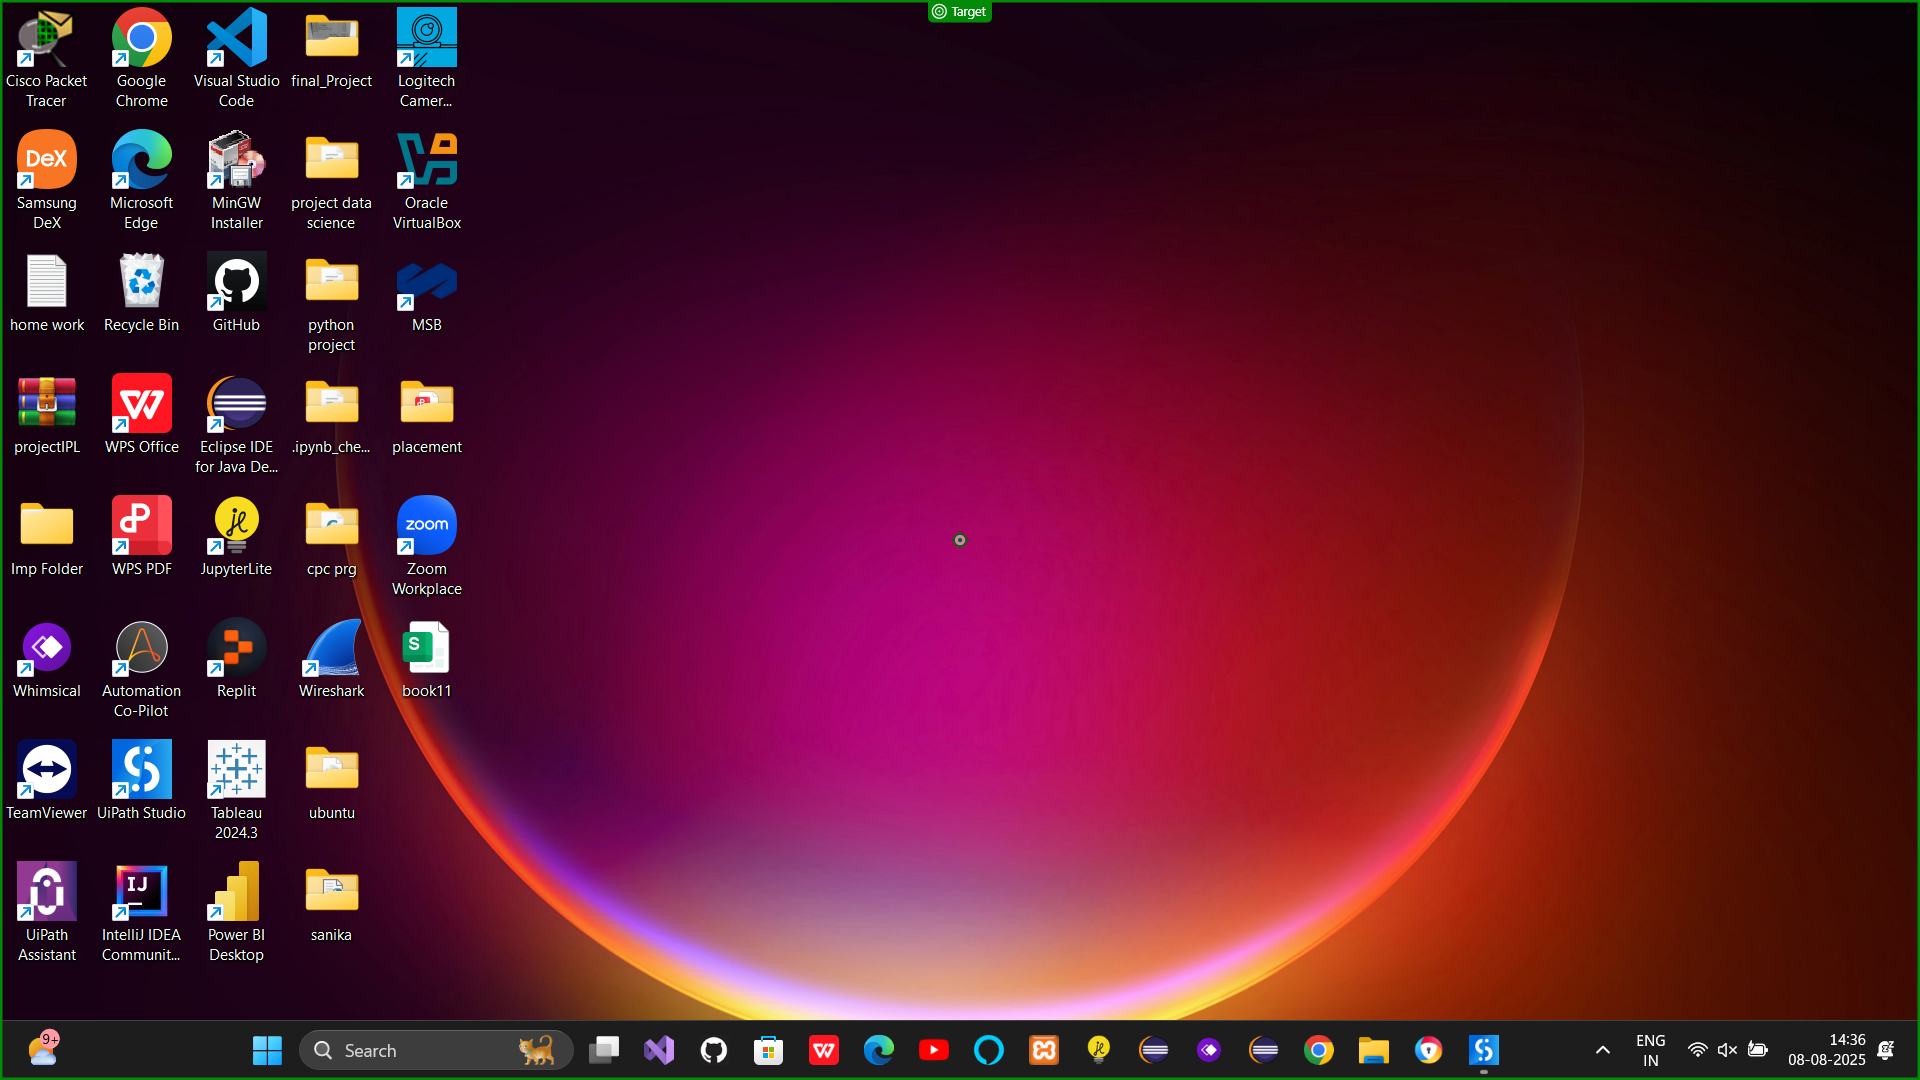 Target
Cisco Packet
Tracer
Google
Chrome
Visual Studio
Code
final_Project
Logitech
Camer...
DeX
Samsung
DeX
Microsoft
Edge
MinGW
Installer
project data
science
Oracle
VirtualBox
home work
Recycle Bin
GitHub
python
project
MSB
projectIPL
WPS Office
Eclipse IDE
for Java De...
.ipynb_che...
placement
Imp Folder
WPS PDF
JupyterLite
cpc prg
zoom
Zoom
Workplace
Whimsical
Automation
Co-Pilot
Replit
Wireshark
S
book11
TeamViewer
UiPath Studio
Tableau
2024.3
ubuntu
UiPath
Assistant
IJ
IntelliJ IDEA
Communit...
Power BI
Desktop
sanika
9+
Search
ENG
IN
14:36
08-08-2025